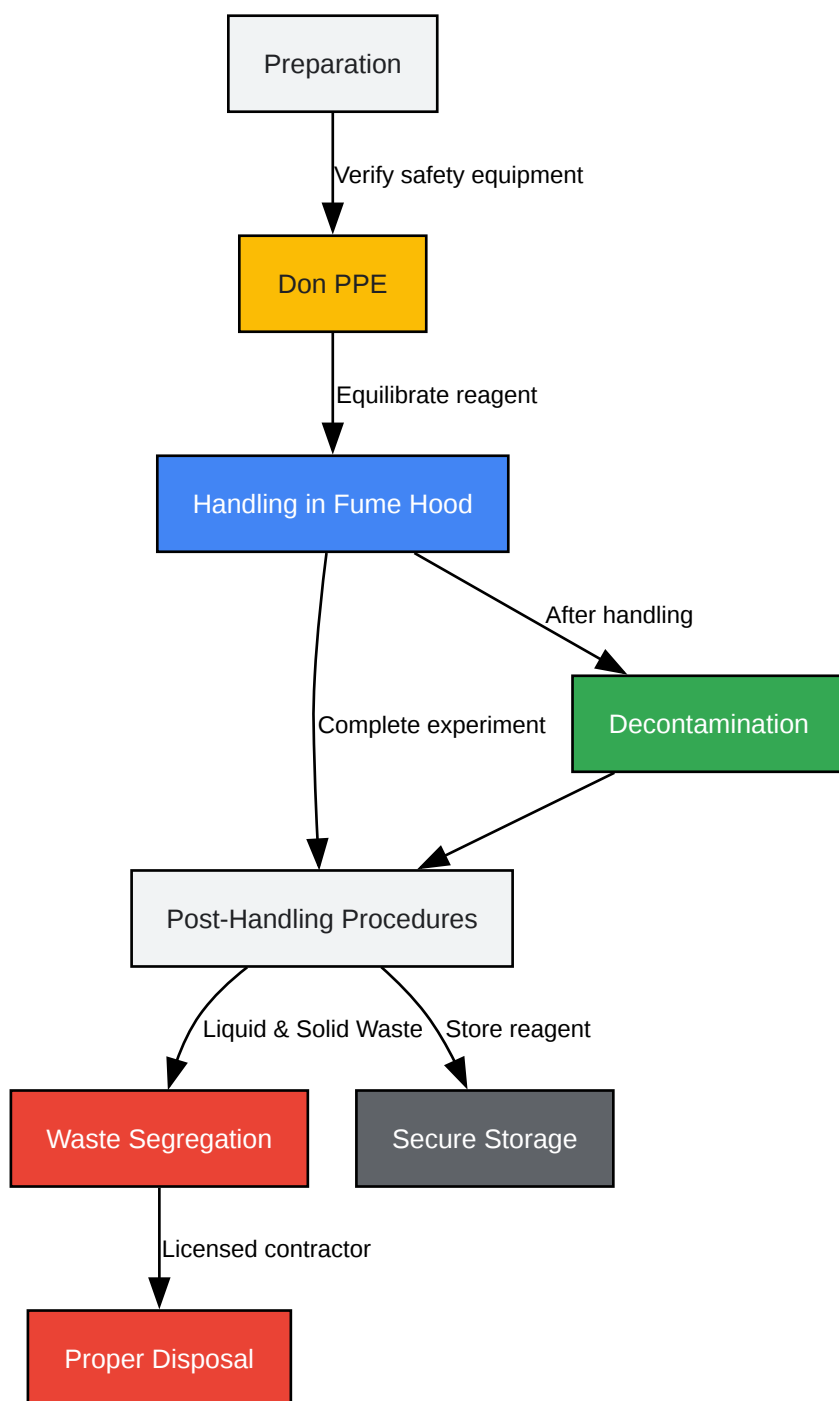 Preparation
Verify safety equipment
Don PPE
Equilibrate reagent
Handling in Fume Hood
After handling
Complete experiment
Decontamination
Post-Handling Procedures
Liquid & Solid Waste
Store reagent
Waste Segregation
Secure Storage
Licensed contractor
Proper Disposal